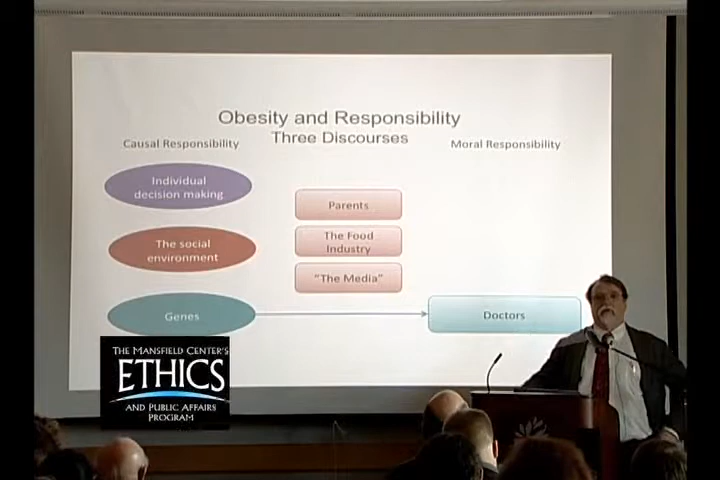 Obesity and Responsibility
Three Discourses
Causal Responsibility
Moral Responsibility
Individual
decision making
Parents
The social
environment
The Food
Industry
"The Media"
Genes
Doctors
THE MANSFIELD CENTER'S
ETHICS
AND PUBLIC AFFAIRS
PROGRAM